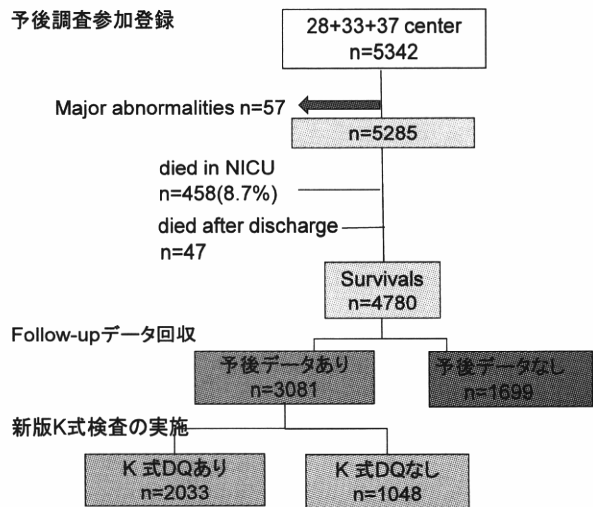 予後調査参加登録
28+33+37 center
n=5342
Major abnormalities n=57
n=5285
died in NICU
n=458(8.7%)
died after discharge
n=47
Survivals
n=4780
Follow-upデータ回収
予後データあり
n=3081
予後データなし
n=1699
新版K式検査の実施
K 式DQあり
n=2033
K 式DQなし
n=1048